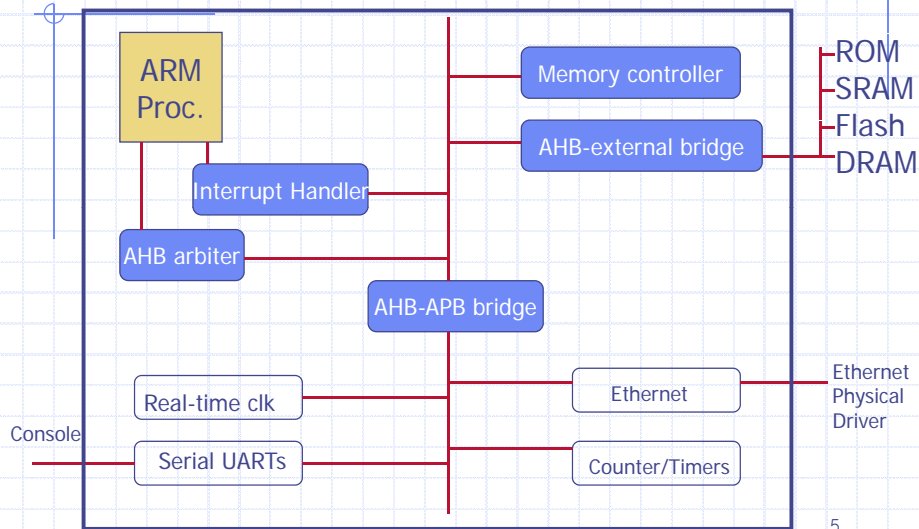 ARM
Proc.
Memory controller
ROM
SRAM
Flash
DRAM
AHB-external bridge
Interrupt Handler
AHB arbiter
AHB-APB bridge
Real-time clk
Ethernet
Ethernet
Physical
Driver
Console
Serial UARTs
Counter/Timers
5